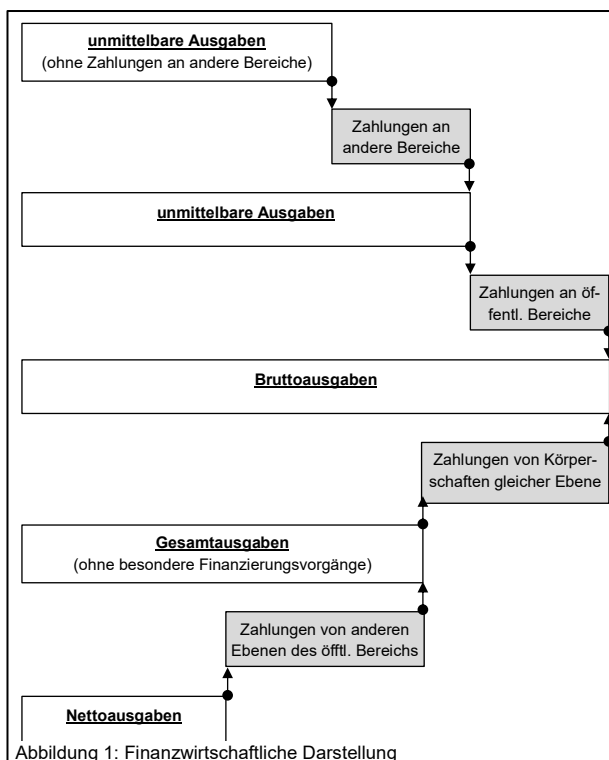 unmittelbare Ausgaben
(ohne Zahlungen an andere Bereiche)
Zahlungen an
andere Bereiche
unmittelbare Ausgaben
Zahlungen an öf-
fentl. Bereiche
Bruttoausgaben
Zahlungen von Körper-
schaften gleicher Ebene
Gesamtausgaben
(ohne besondere Finanzierungsvorgänge)
Zahlungen von anderen
Ebenen des öfftl. Bereichs
Nettoausgaben
Abbildung 1: Finanzwirtschaftliche Darstellung